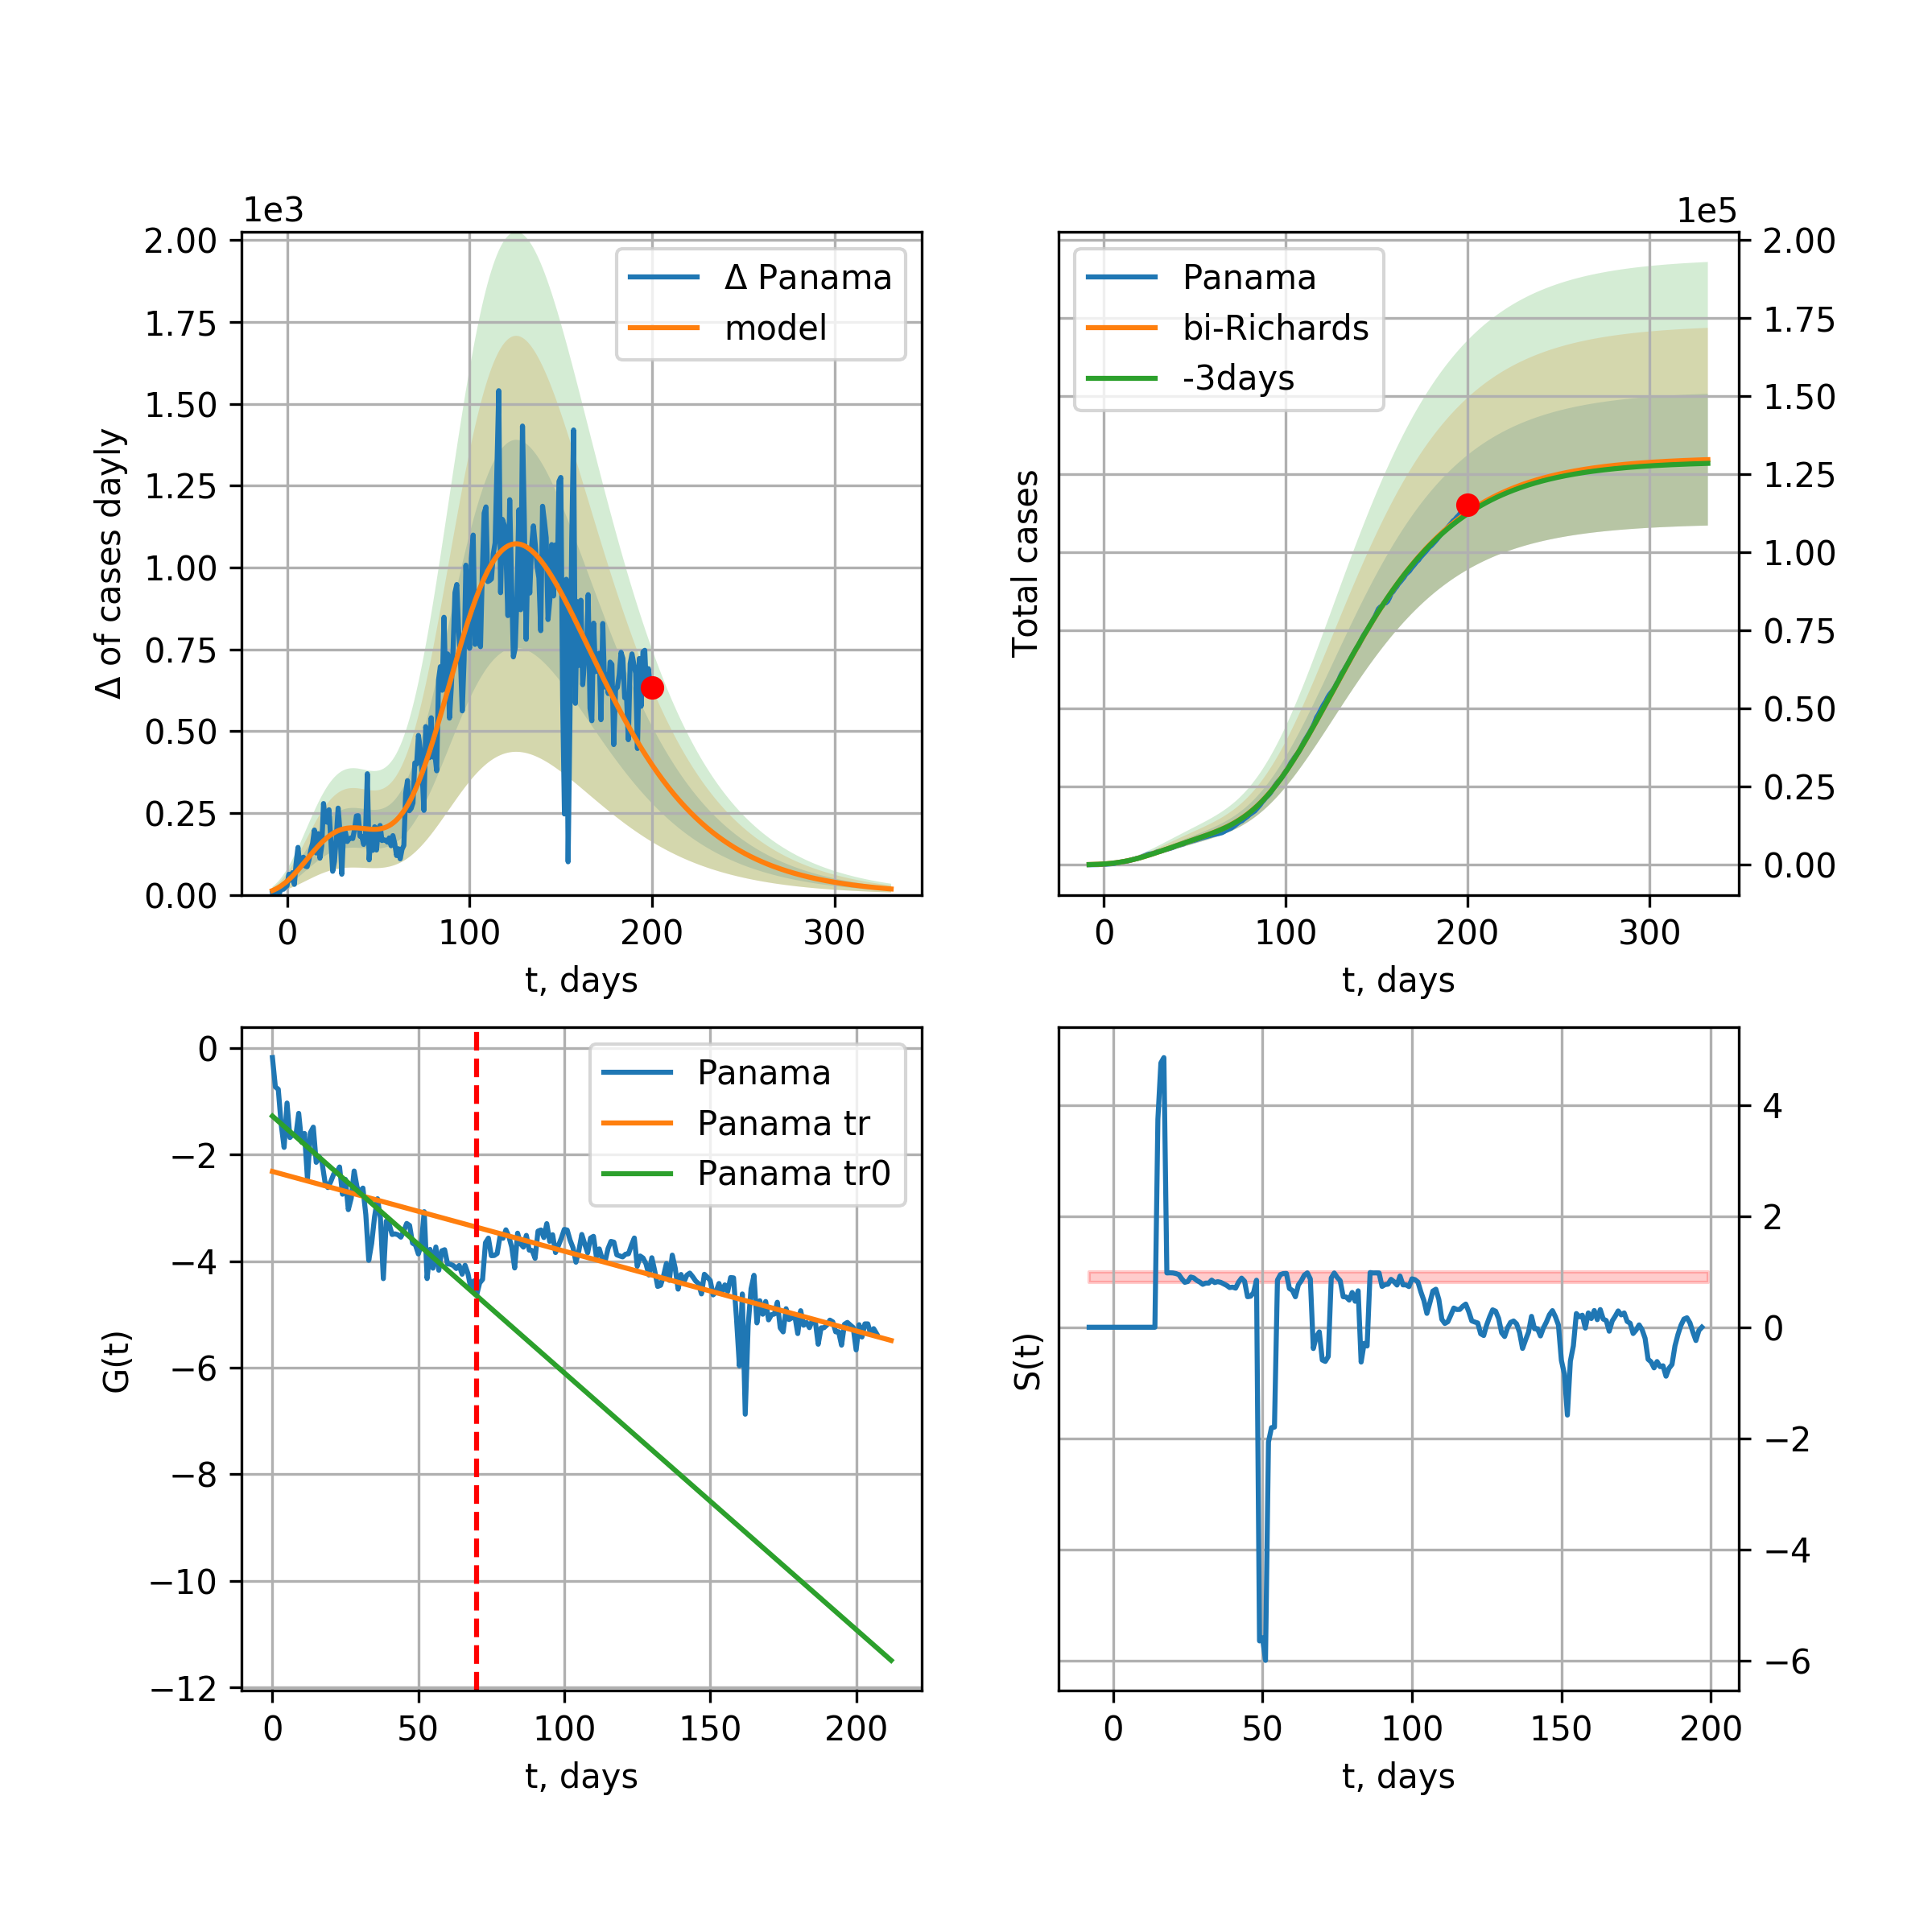 1e3
2.00
1.75
1.50
1.25
1.00
0.75
0.50
0.25
0.00
Δ of cases dayly
Δ Panama
model
0 100 200 300
t, days
1e5
2.00
1.75
1.50
1.25
1.00
0.75
0.50
0.25
0.00
Total cases
Panama
bi-Richards
-3days
0 100 200 300
t, days
0
−2
−4
−6
−8
−10
−12
G(t)
Panama
Panama tr
Panama tr0
0 50 100 150 200
t, days
4
2
0
−2
−4
−6
S(t)
0 50 100 150 200
t, days